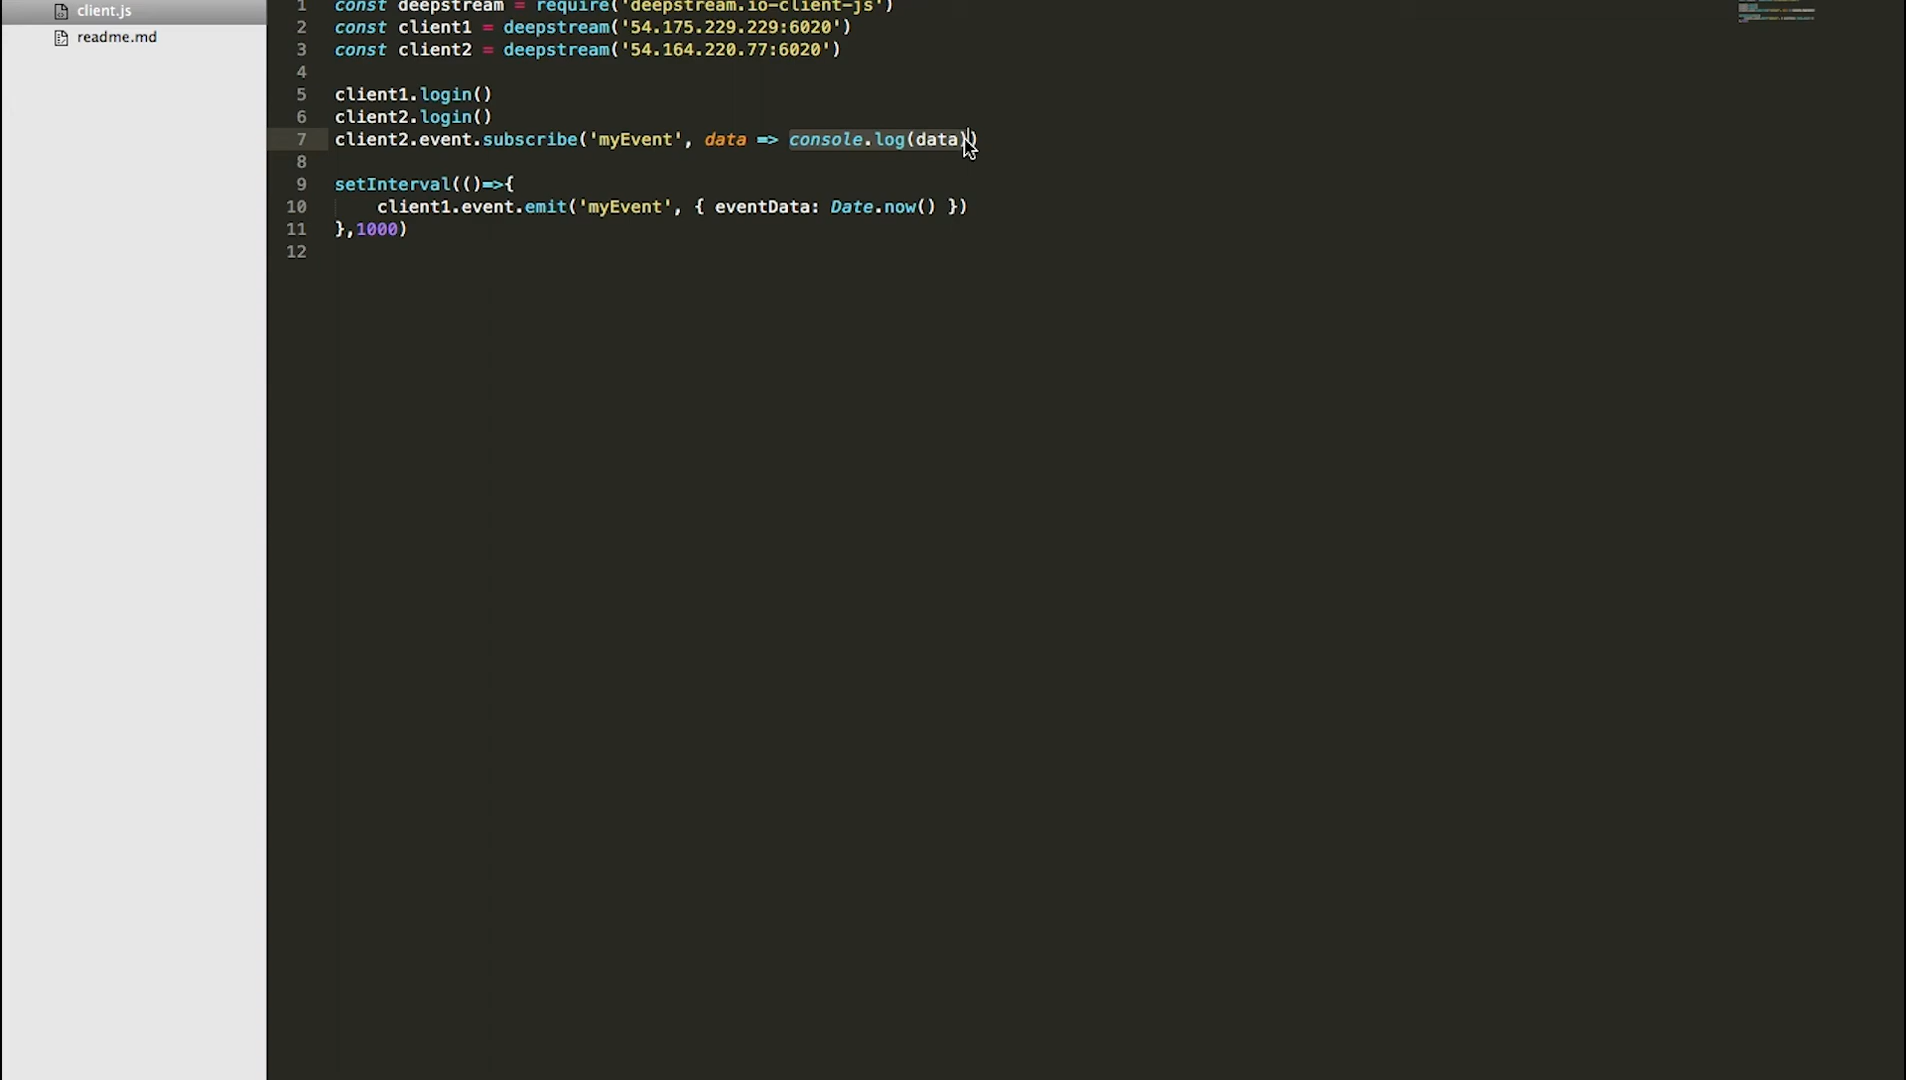 client.js
readme.md
1 const deepstream = require('deepstream.io-client-js')
2 const client1 = deepstream('54.175.229.229:6020')
3 const client2 = deepstream('54.164.220.77:6020')
4
5 client1.login()
6 client2.login()
7 client2.event.subscribe('myEvent', data => console.log(data))
8
9 setInterval(()=>{
10 client1.event.emit('myEvent', { eventData: Date.now() })
11 },1000)
12